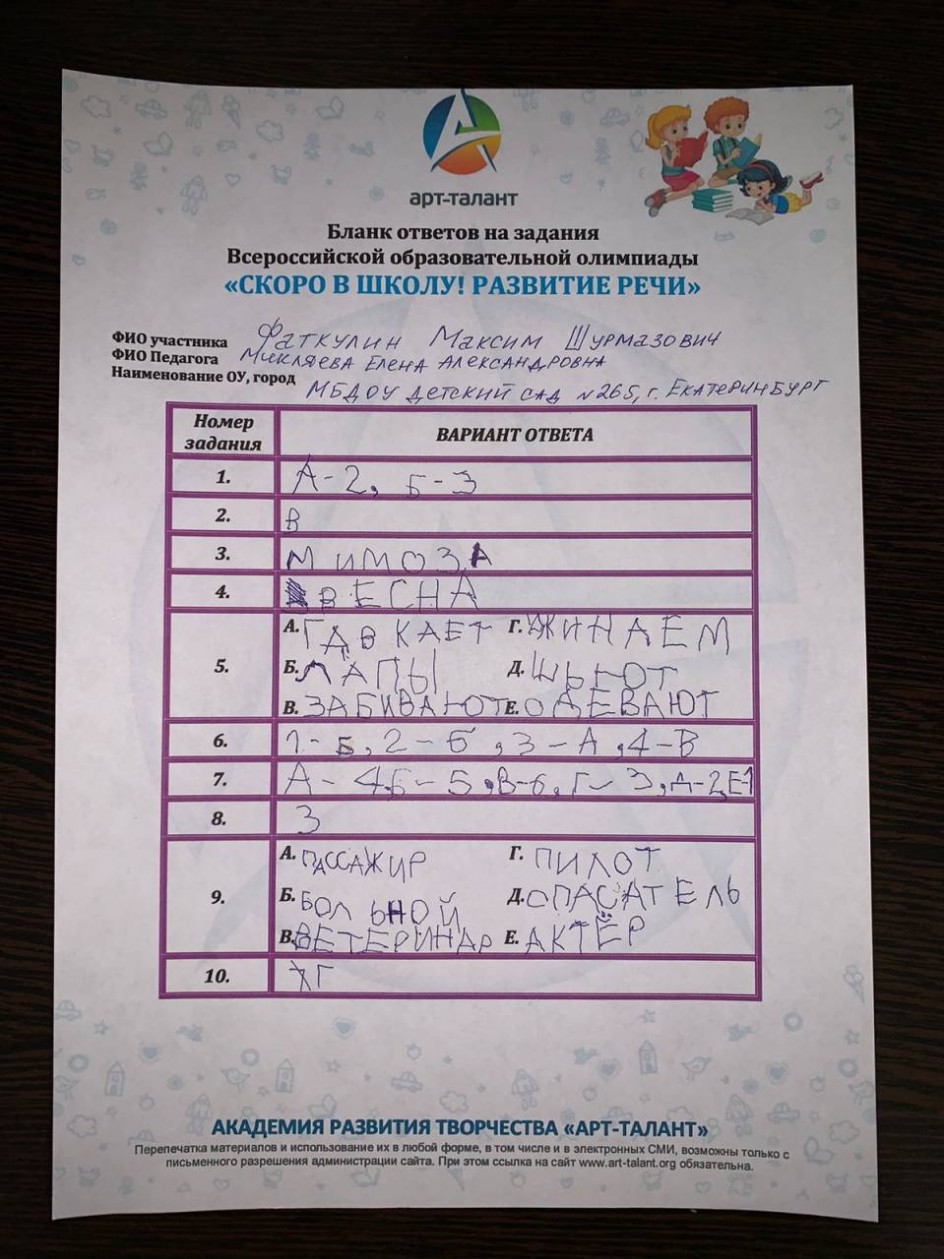 АРТ-ТАЛАНТ
Бланк ответов на задания
Всероссийской образовательной олимпиады
«СКОРО В ШКОЛУ! РАЗВИТИЕ РЕЧИ»
ФИО участника Фаткулин Максим Шурмазович
ФИО Педагога Микляева Елена Александровна
Наименование ОУ, город МБДОУ детский сад №265, г. Екатеринбург
Номер задания ВАРИАНТ ОТВЕТА
1. А-2, Б-3
2. В
3. МИМОЗА
4. ВЕСНА
5. А. ГАВКАЕТ Г. ЖИНАЕМ
Б. ЛАПЫ Д. ШЬЮТ
В. ЗАБИВАЮТ Е. ОДЕВАЮТ
6. 1-Б, 2-Б, 3-А, 4-В
7. А-4, Б-5, В-6, Г-3, Д-2, Е-1
8. 3
9. А. ПАССАЖИР Г. ПИЛОТ
Б. БОЛЬНОЙ Д. СПАСАТЕЛЬ
В. ВЕТЕРИНАР Е. АКТЁР
10. Г
АКАДЕМИЯ РАЗВИТИЯ ТВОРЧЕСТВА «АРТ-ТАЛАНТ»
Перепечатка материалов и использование их в любой форме, в том числе и в электронных СМИ, возможны только с
письменного разрешения администрации сайта. При этом ссылка на сайт www.art-talant.org обязательна.